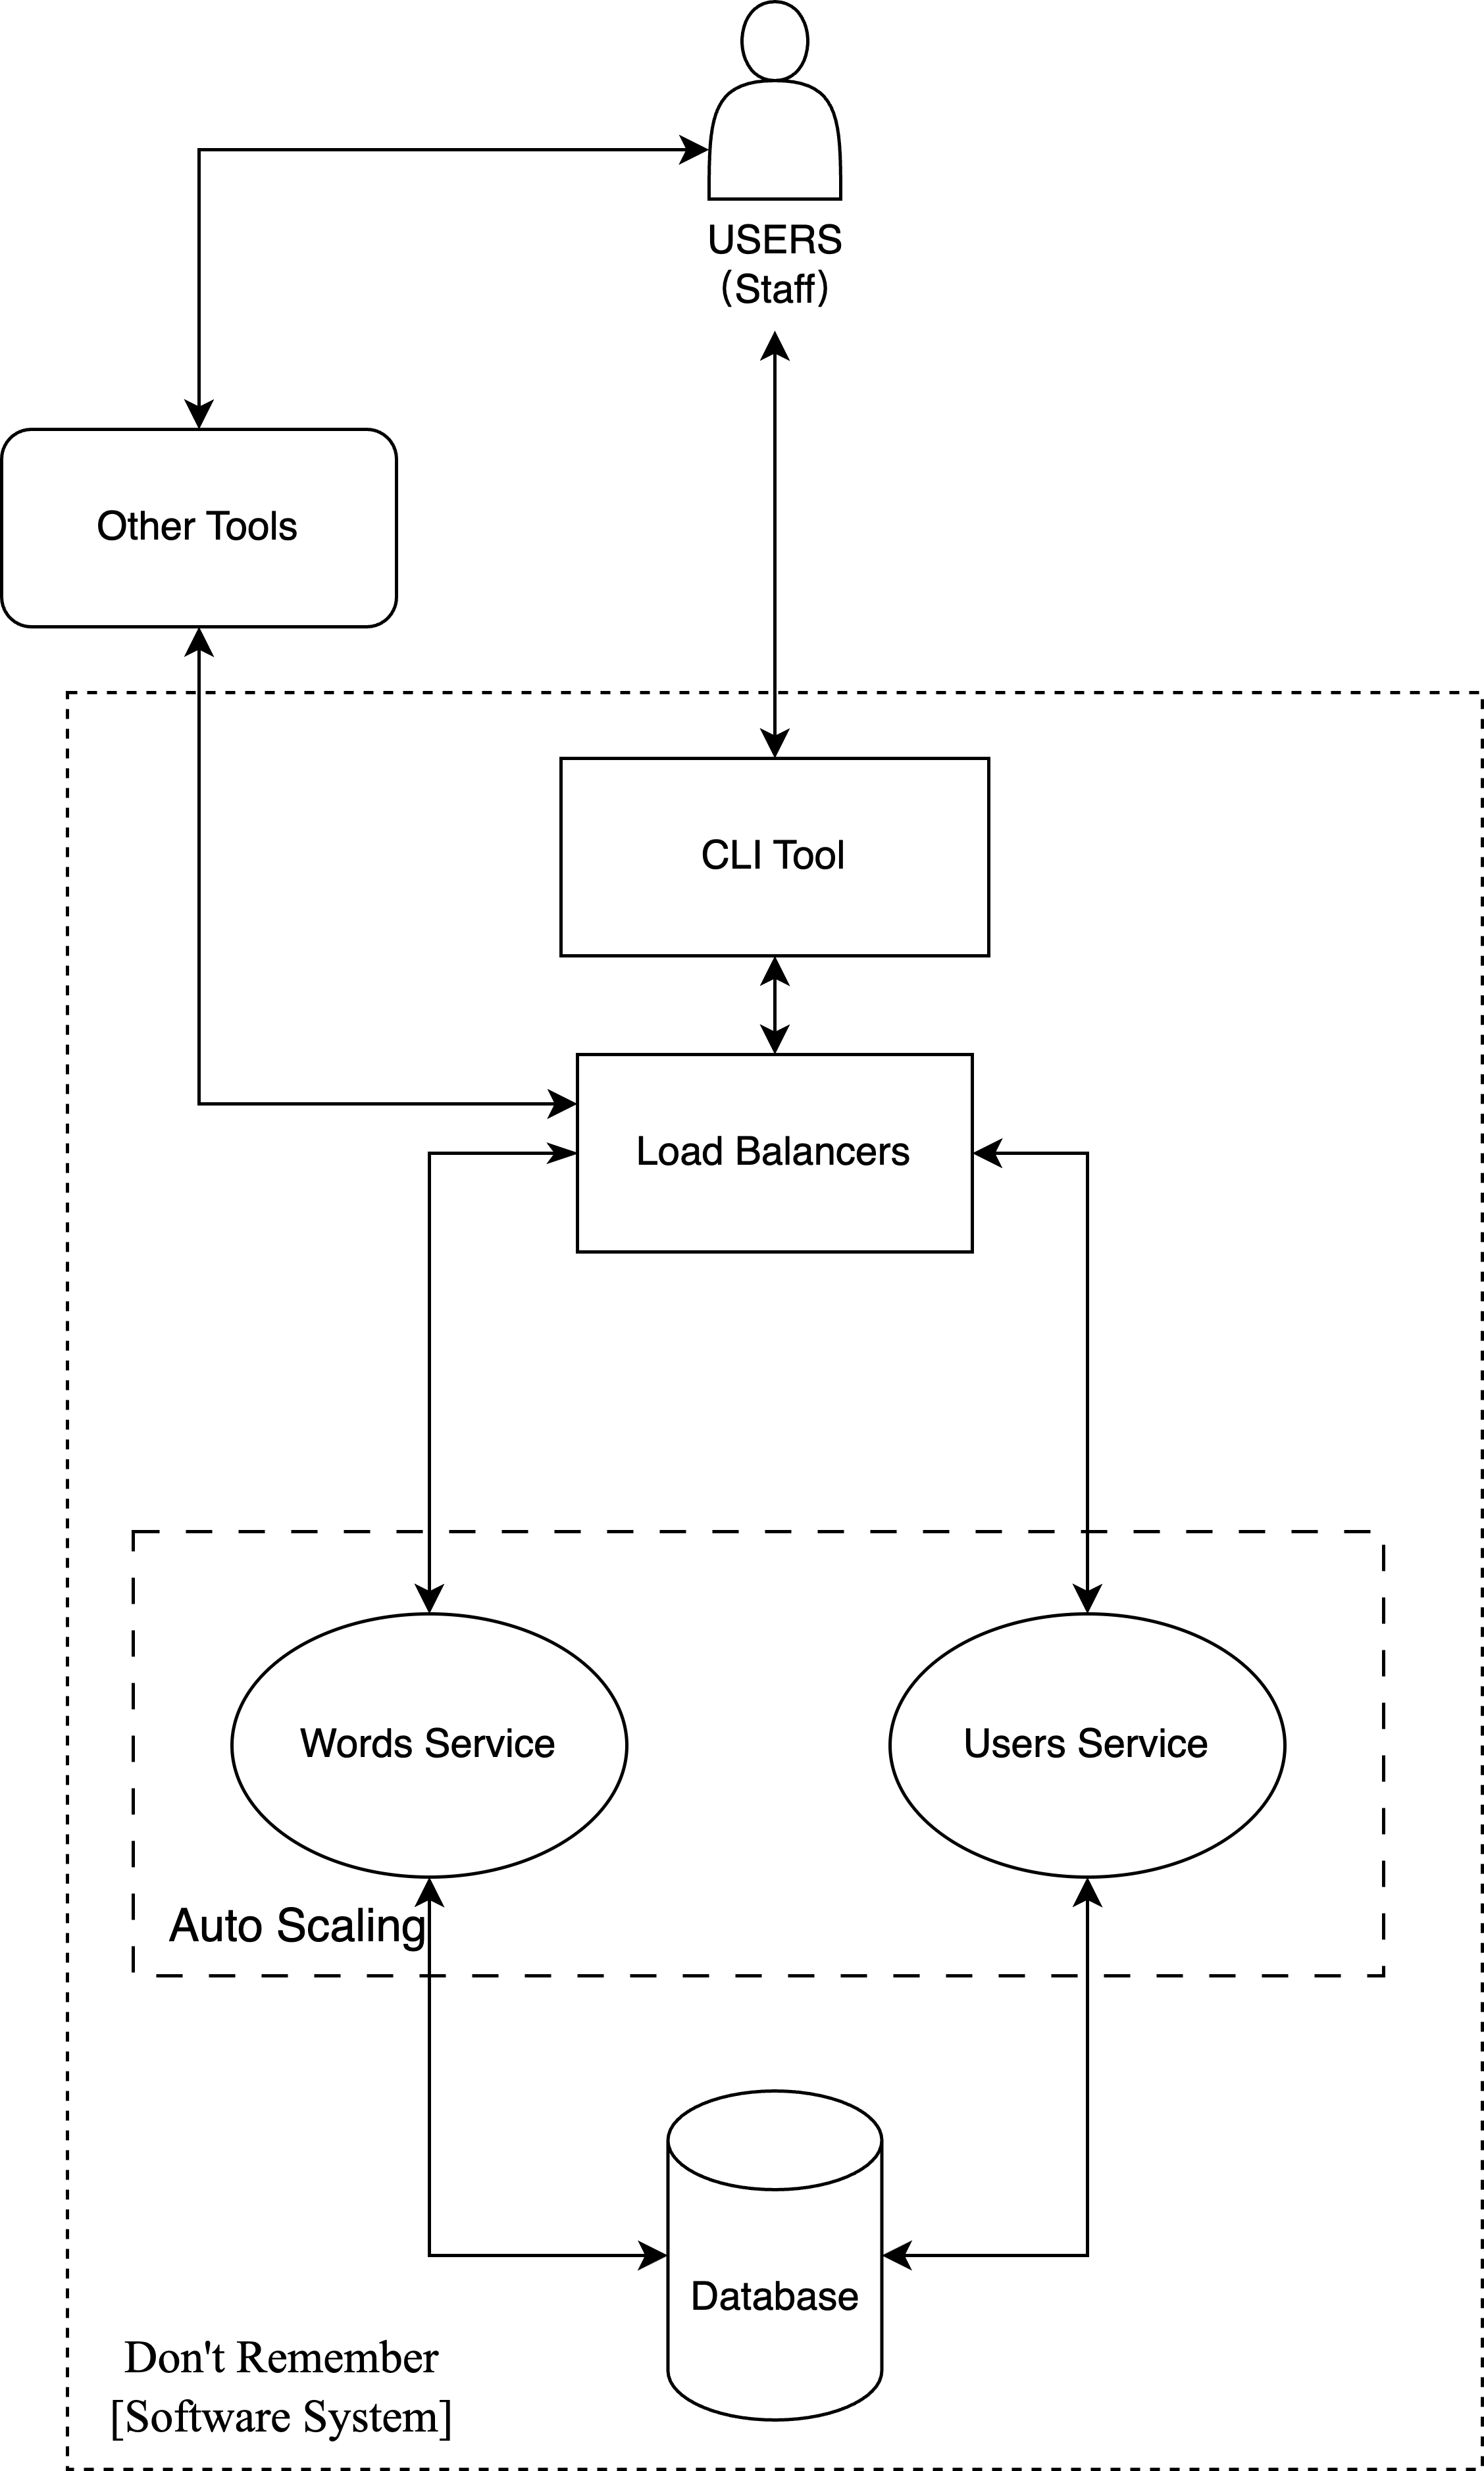 USERS
(Staff)
Other Tools
CLI Tool
Load Balancers
Words Service
Users Service
Auto Scaling
Database
Don't Remember
[Software System]